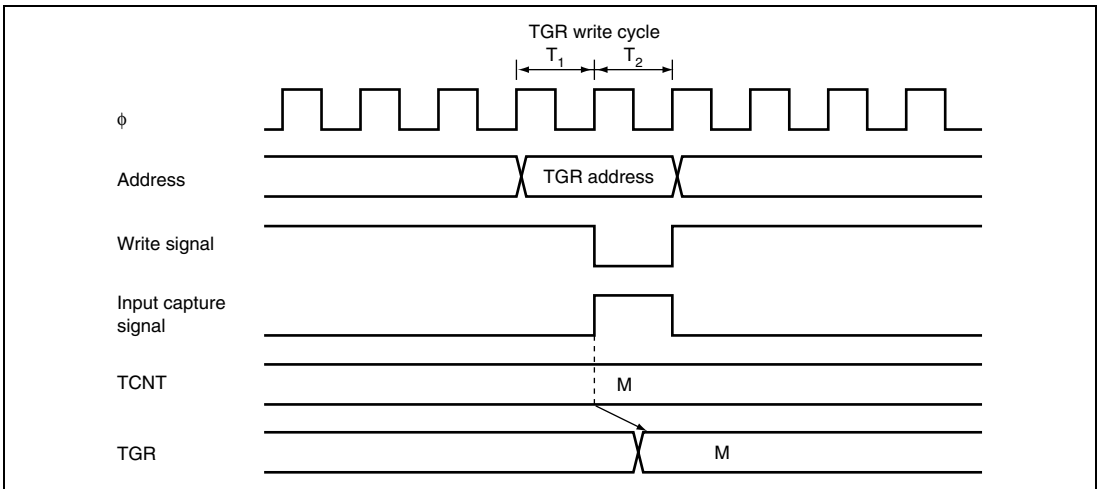 TGR write cycle
T1 T2
ϕ
Address
TGR address
Write signal
Input capture
signal
TCNT
M
TGR
M